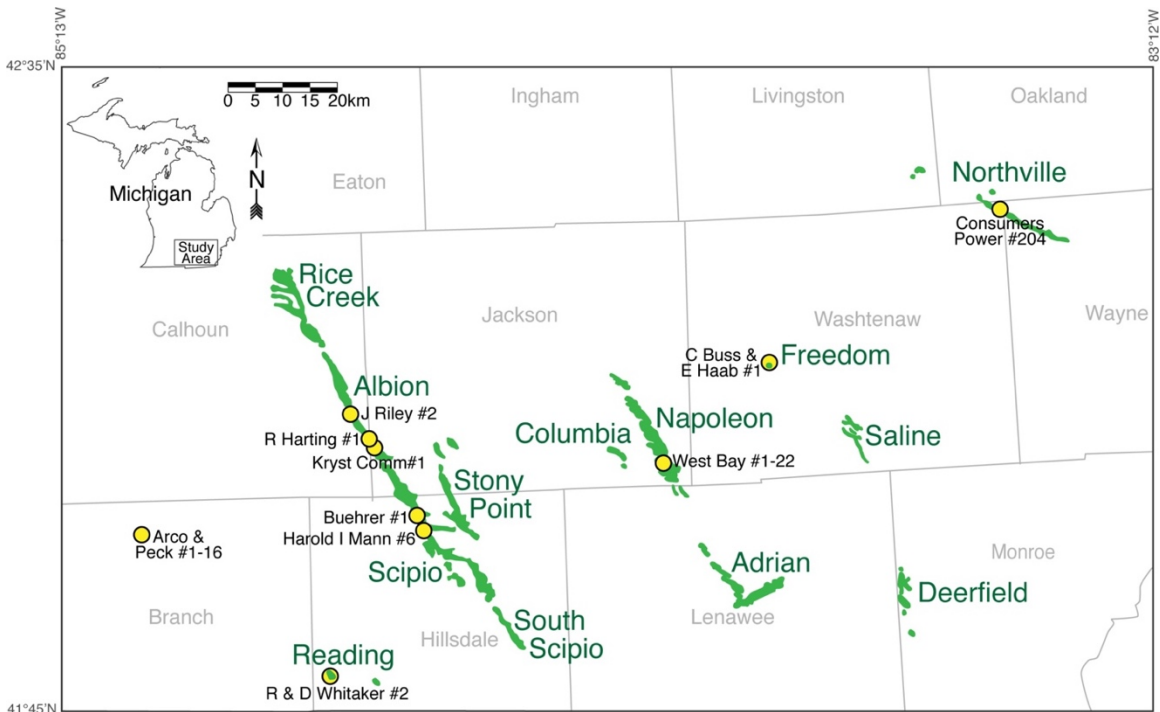 85°13'W
83°12'W
42°35'N
0 5 10 15 20km
Ingham
Livingston
Oakland
Michigan
N
Eaton
Northville
Study
Area
Consumers
Power #204
Rice
Creek
Calhoun
Jackson
Washtenaw
Wayne
C Buss &
E Haab #1
Freedom
Albion
J Riley #2
Napoleon
R Harting #1
Columbia
Saline
Kryst Comm#1
West Bay #1-22
Stony
Point
Buehrer #1
Arco &
Peck #1-16
Harold I Mann #6
Monroe
Scipio
Adrian
Deerfield
Branch
Lenawee
South
Scipio
Hillsdale
Reading
R & D Whitaker #2
41°45'N